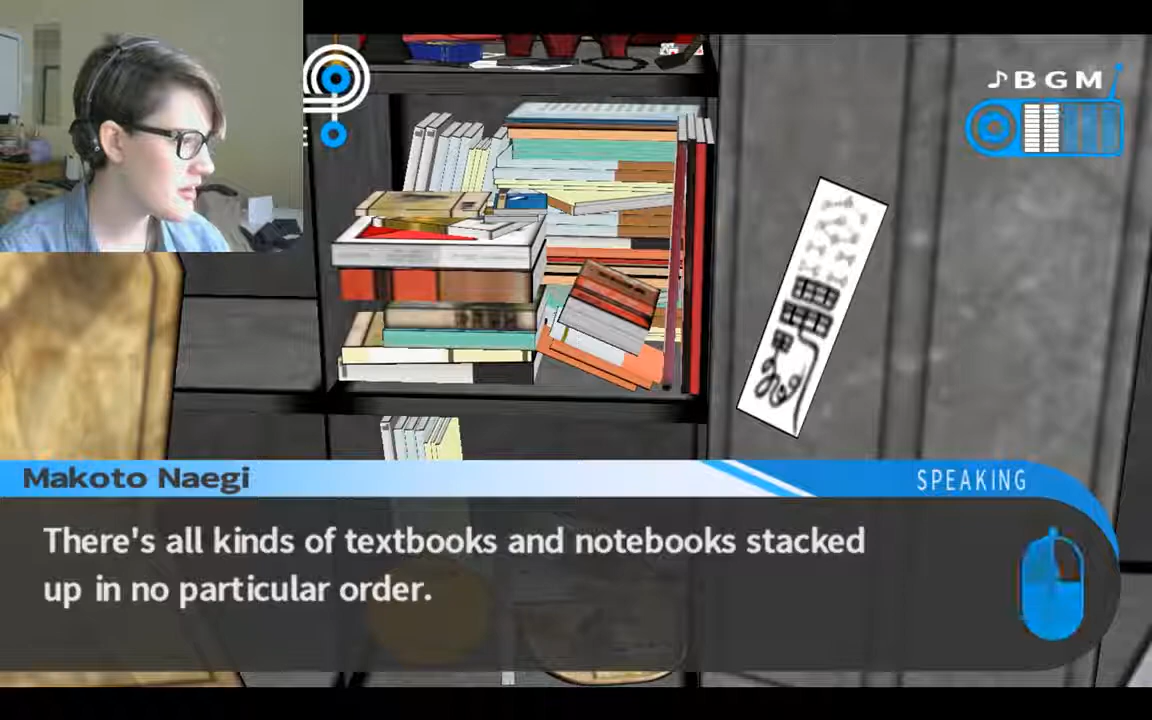 ♪BGM
Makoto Naegi
SPEAKING
There's all kinds of textbooks and notebooks stacked
up in no particular order.